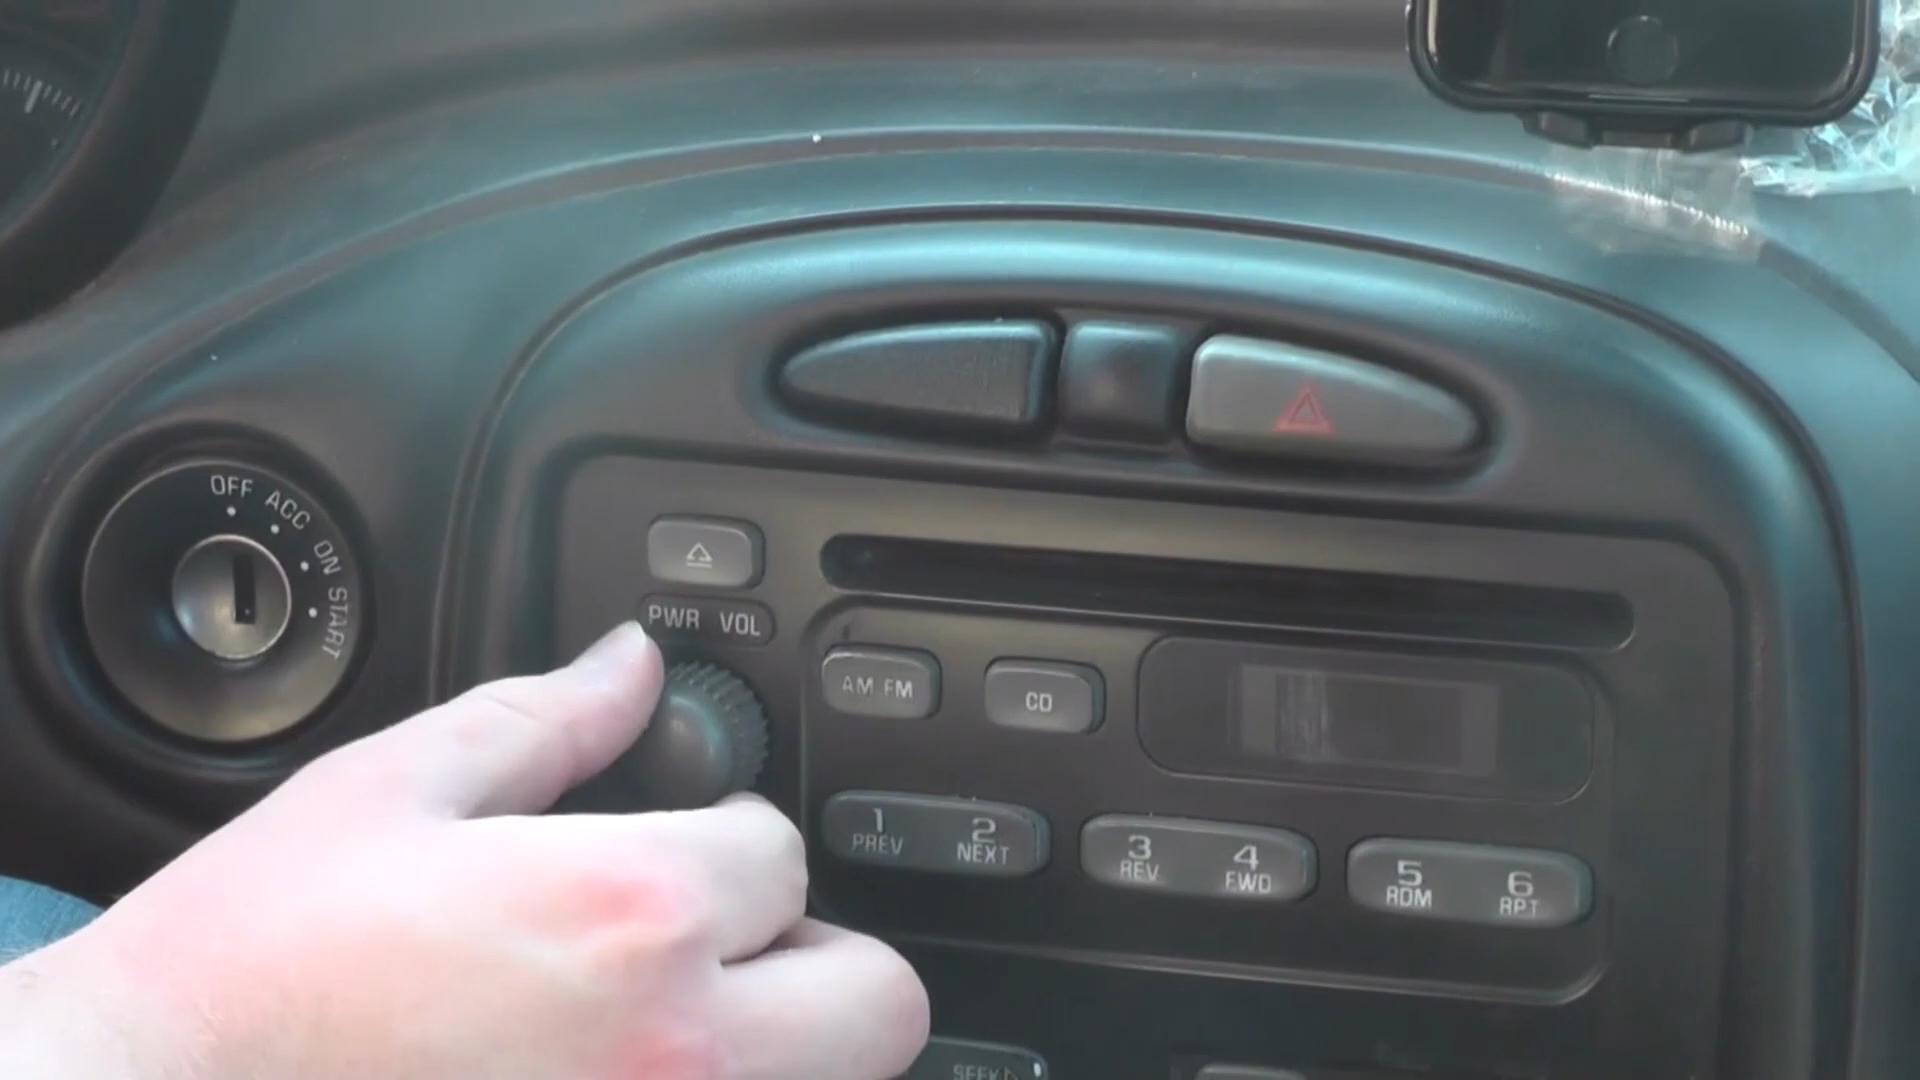 OFF ACC ON START
PWR VOL
AM FM
CD
1 PREV
2 NEXT
3 REV
4 FWD
5 RDM
6 RPT
SEEK